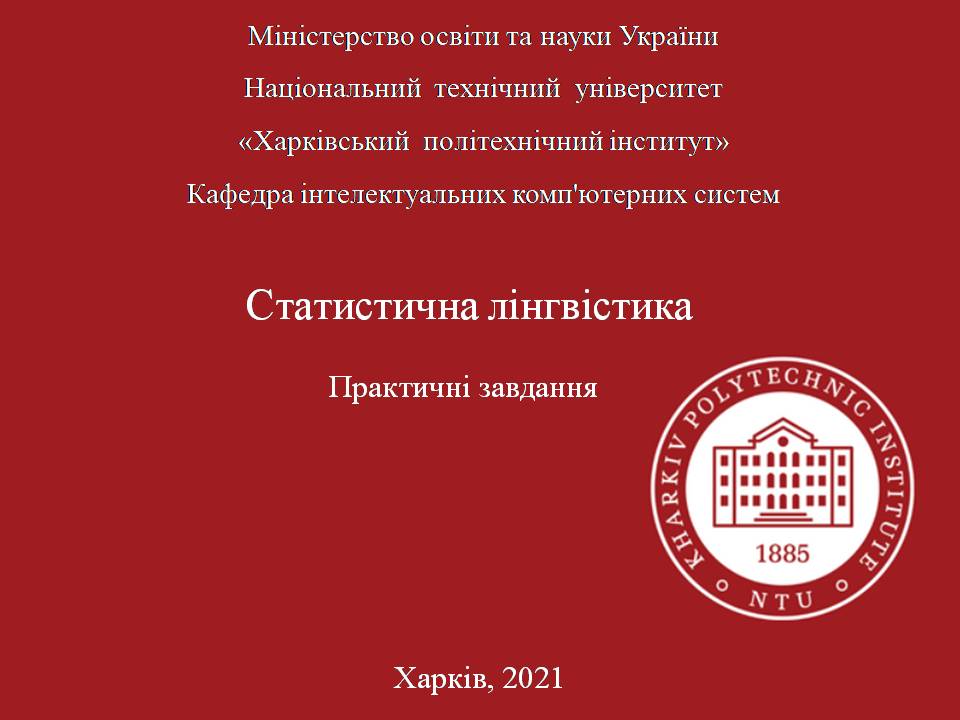 Міністерство освіти та науки України
Національний технічний університет
«Харківський політехнічний інститут»
Кафедра інтелектуальних комп'ютерних систем
Статистична лінгвістика
Практичні завдання
KHARKIV POLYTECHNIC INSTITUTE
1885
NTU
Харків, 2021